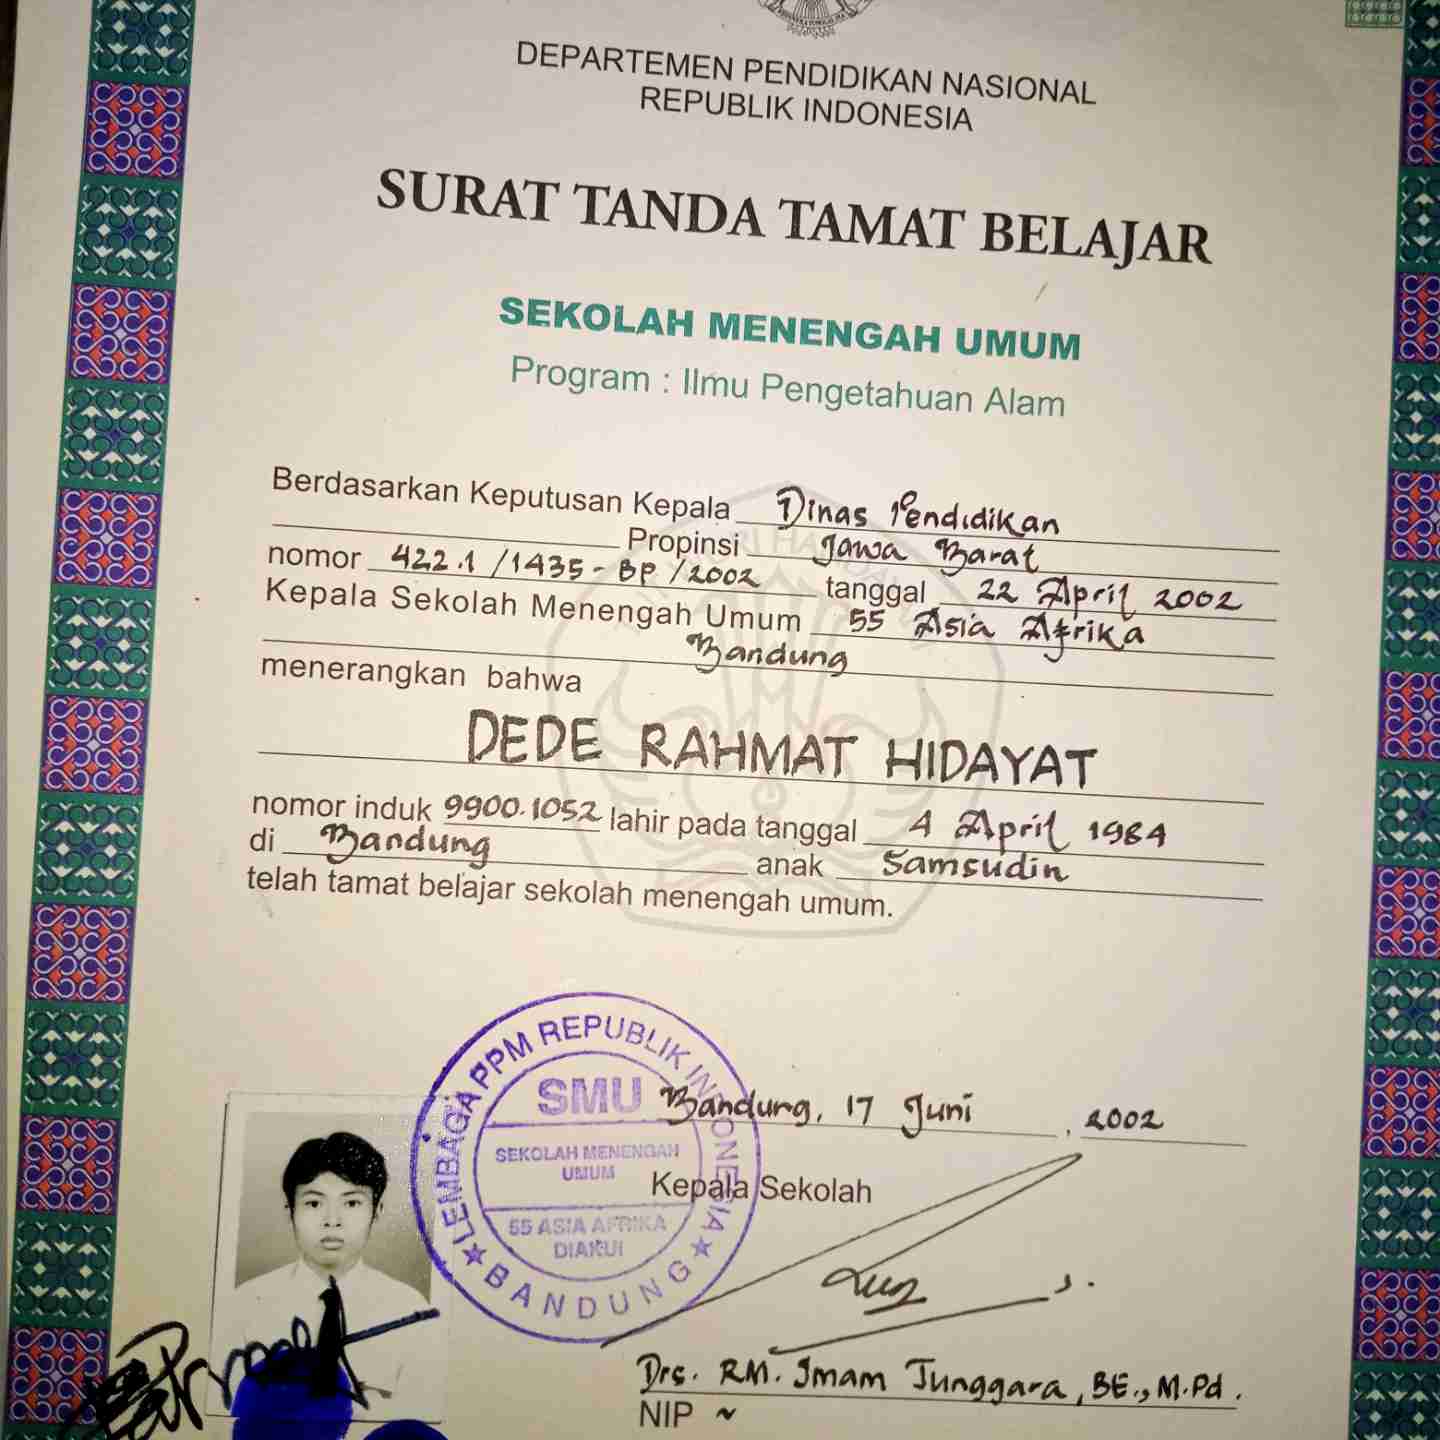 DEPARTEMEN PENDIDIKAN NASIONAL
REPUBLIK INDONESIA
SURAT TANDA TAMAT BELAJAR
SEKOLAH MENENGAH UMUM
Program : Ilmu Pengetahuan Alam
Berdasarkan Keputusan Kepala Dinas Pendidikan
Propinsi Jawa Barat
nomor 422.1 /1435 - BP /2002 tanggal 22 April 2002
Kepala Sekolah Menengah Umum 55 Asia Afrika
Bandung
menerangkan bahwa
DEDE RAHMAT HIDAYAT
nomor induk 9900.1052 lahir pada tanggal 4 April 1984
di Bandung anak Samsudin
telah tamat belajar sekolah menengah umum.
LEMBAGA PPM REPUBLIK INDONESIA
SMU
SEKOLAH MENENGAH
UMUM
55 ASIA AFRIKA
DIAKUI
★ BANDUNG ★
Bandung, 17 Juni , 2002
Kepala Sekolah
Drs. RM. Imam Tunggara, BE., M.Pd.
NIP ~